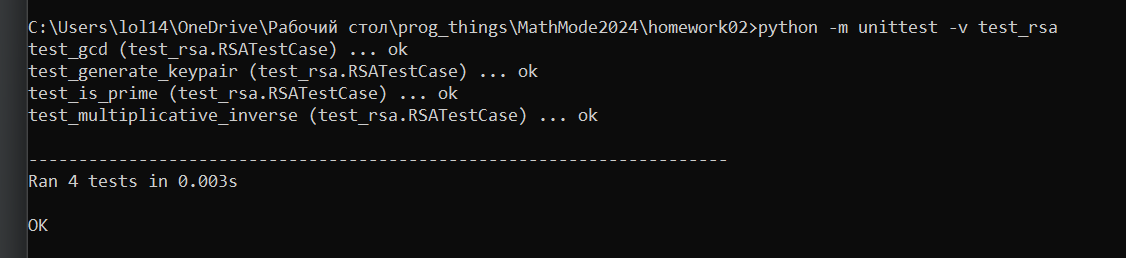 C:\Users\lol14\OneDrive\Рабочий стол\prog_things\MathMode2024\homework02>python -m unittest -v test_rsa
test_gcd (test_rsa.RSATestCase) ... ok
test_generate_keypair (test_rsa.RSATestCase) ... ok
test_is_prime (test_rsa.RSATestCase) ... ok
test_multiplicative_inverse (test_rsa.RSATestCase) ... ok
----------------------------------------------------------------------
Ran 4 tests in 0.003s
OK